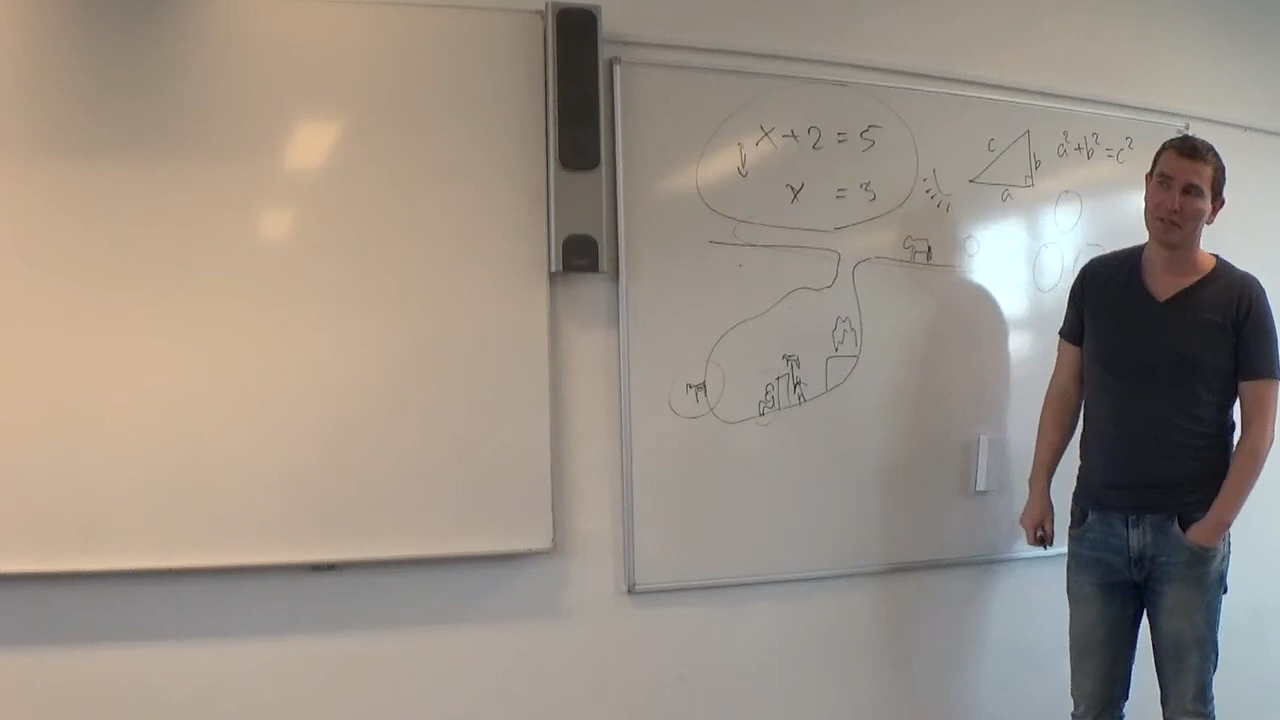 x + 2 = 5
x = 3
c
b
a
a² + b² = c²